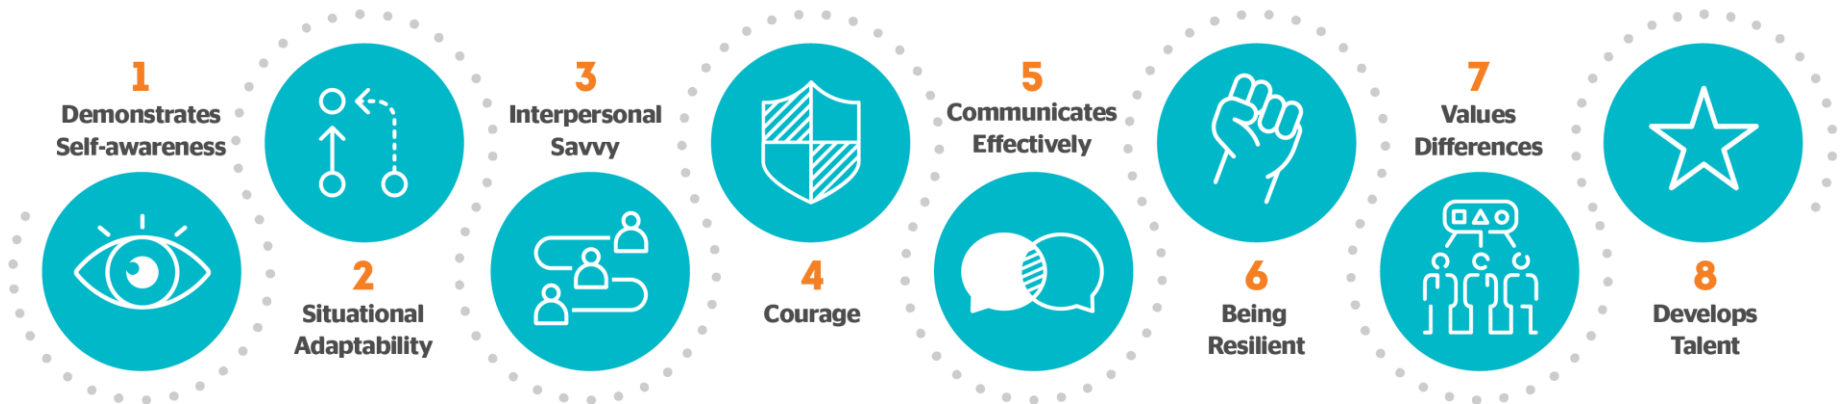 1
Demonstrates
Self-awareness
2
Situational
Adaptability
3
Interpersonal
Savvy
4
Courage
5
Communicates
Effectively
6
Being
Resilient
7
Values
Differences
8
Develops
Talent